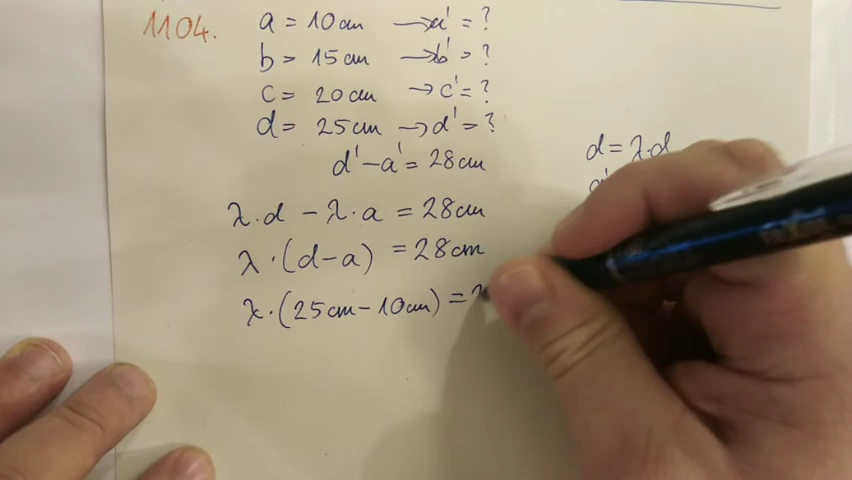 1104.
a = 10 cm → a' = ?
b = 15 cm → b' = ?
c = 20 cm → c' = ?
d = 25 cm → d' = ?
d' - a' = 28 cm
λ · d - λ · a = 28 cm
λ · (d - a) = 28 cm
λ · (25 cm - 10 cm) =
d = λ · d